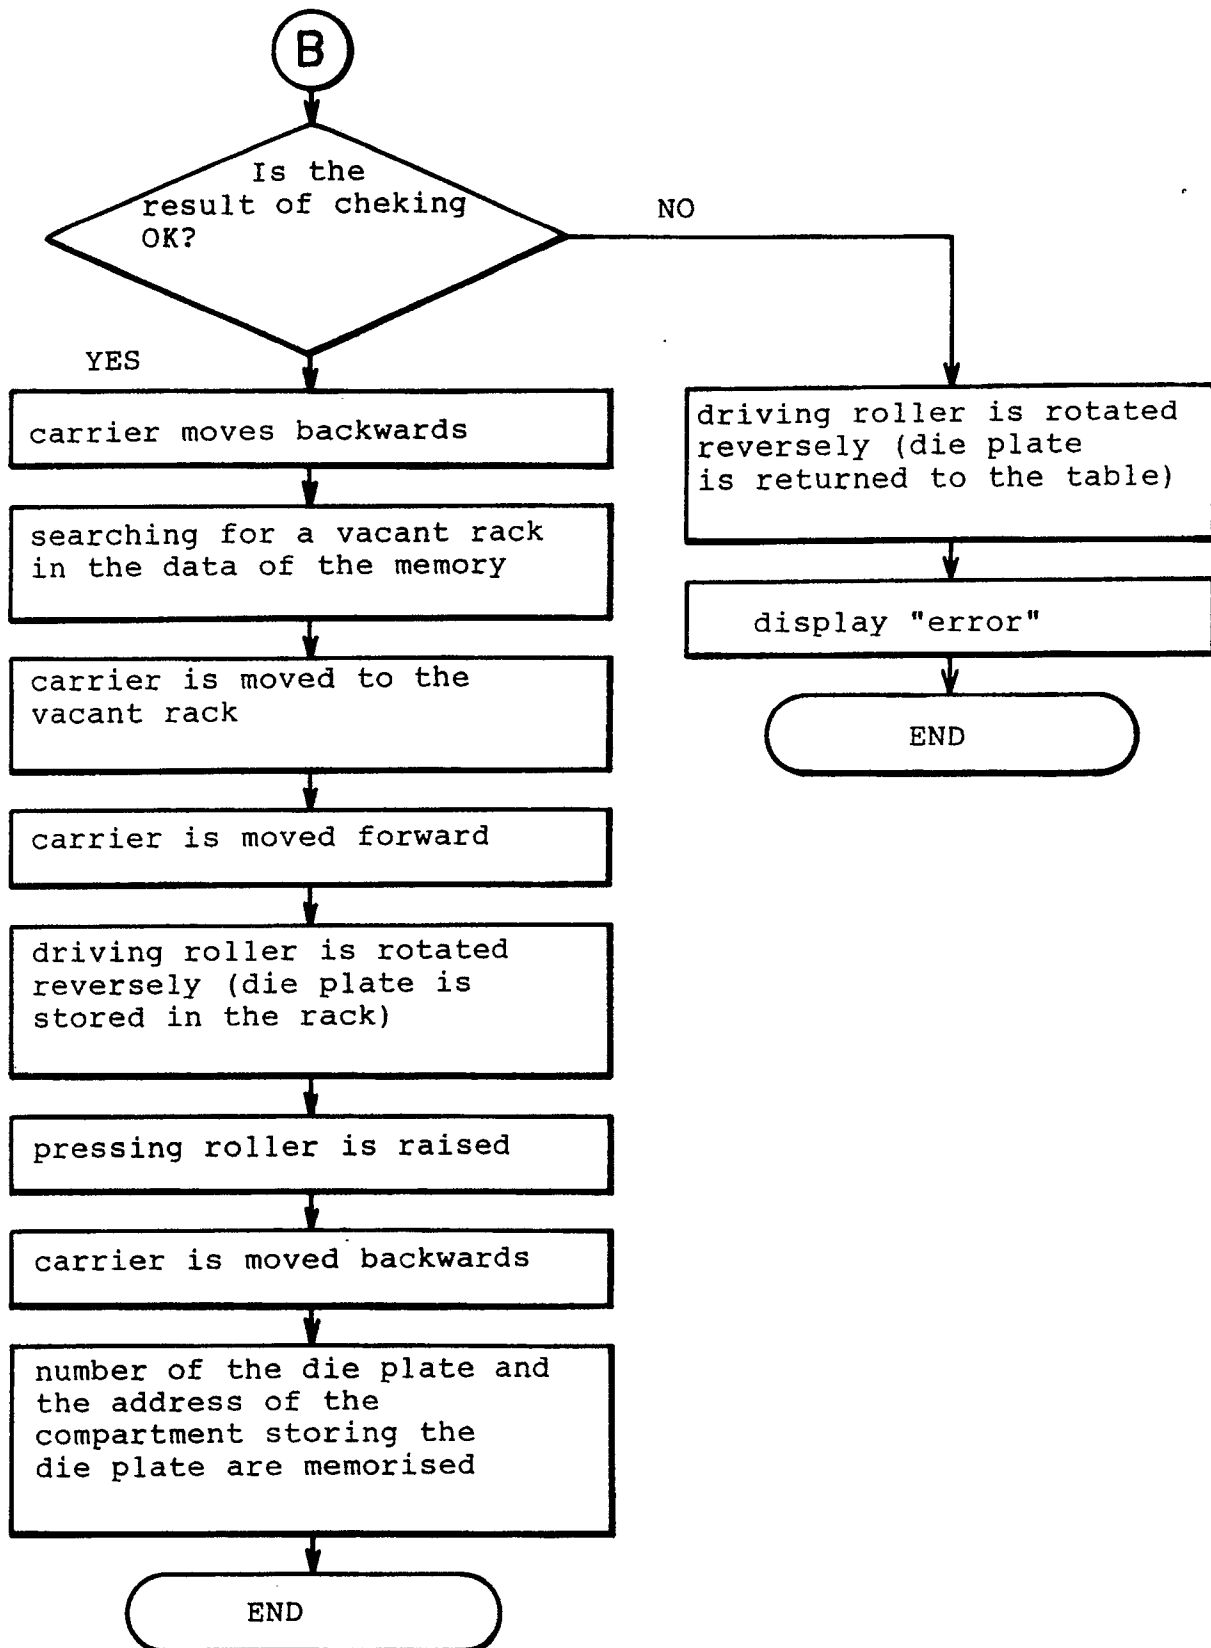 B
Is the
result of cheking
OK?
NO
YES
carrier moves backwards
searching for a vacant rack
in the data of the memory
carrier is moved to the
vacant rack
carrier is moved forward
driving roller is rotated
reversely (die plate is
stored in the rack)
pressing roller is raised
carrier is moved backwards
number of the die plate and
the address of the
compartment storing the
die plate are memorised
END
driving roller is rotated
reversely (die plate
is returned to the table)
display "error"
END